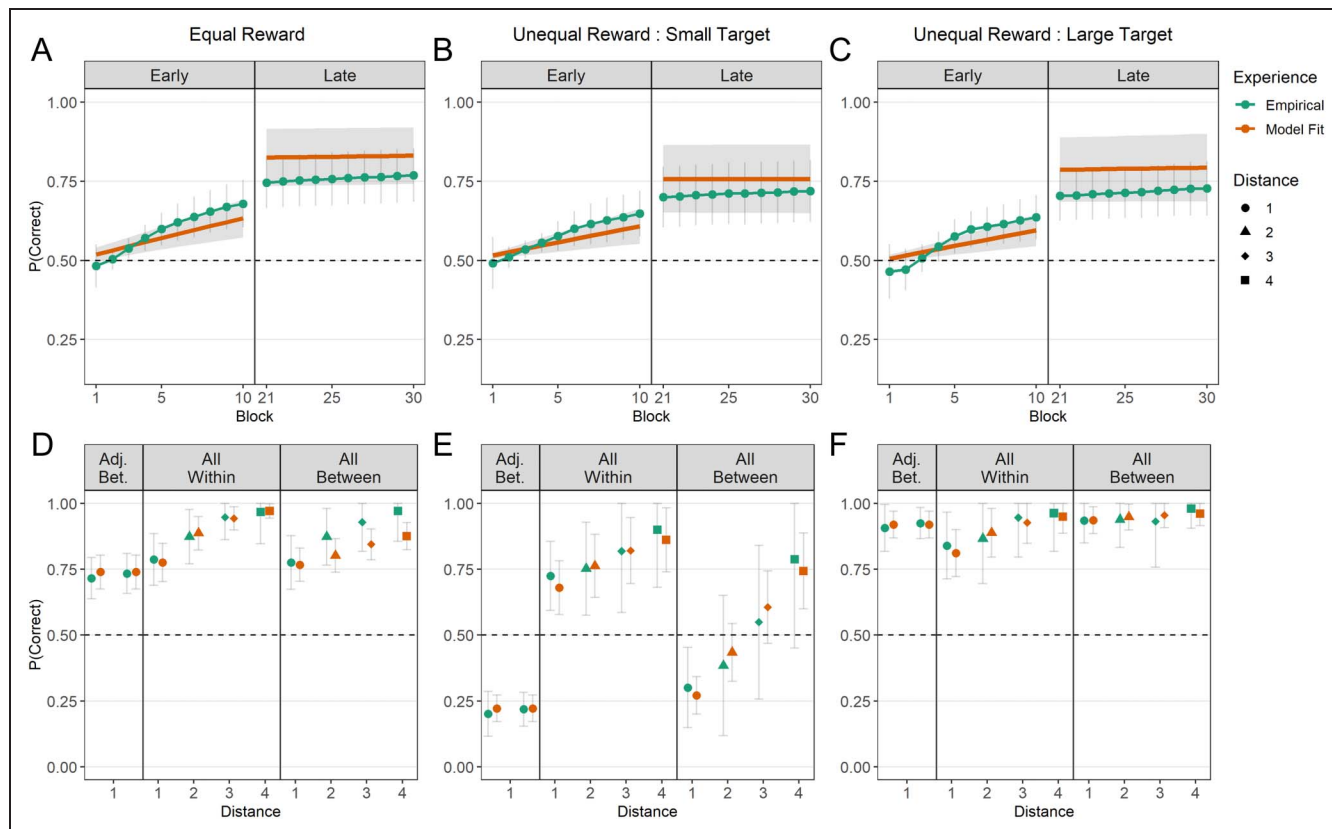 A
Equal Reward
Early
Late
P(Correct)
1.00
0.75
0.50
0.25
1
5
10
21
25
30
Block
B
Unequal Reward : Small Target
Early
Late
1.00
0.75
0.50
0.25
1
5
10
21
25
30
Block
C
Unequal Reward : Large Target
Early
Late
1.00
0.75
0.50
0.25
1
5
10
21
25
30
Block
Experience
Empirical
Model Fit
Distance
1
2
3
4
D
Adj.
Bet.
All
Within
All
Between
P(Correct)
1.00
0.75
0.50
0.25
0.00
1
1
2
3
4
1
2
3
4
Distance
E
Adj.
Bet.
All
Within
All
Between
1.00
0.75
0.50
0.25
0.00
1
1
2
3
4
1
2
3
4
Distance
F
Adj.
Bet.
All
Within
All
Between
1.00
0.75
0.50
0.25
0.00
1
1
2
3
4
1
2
3
4
Distance